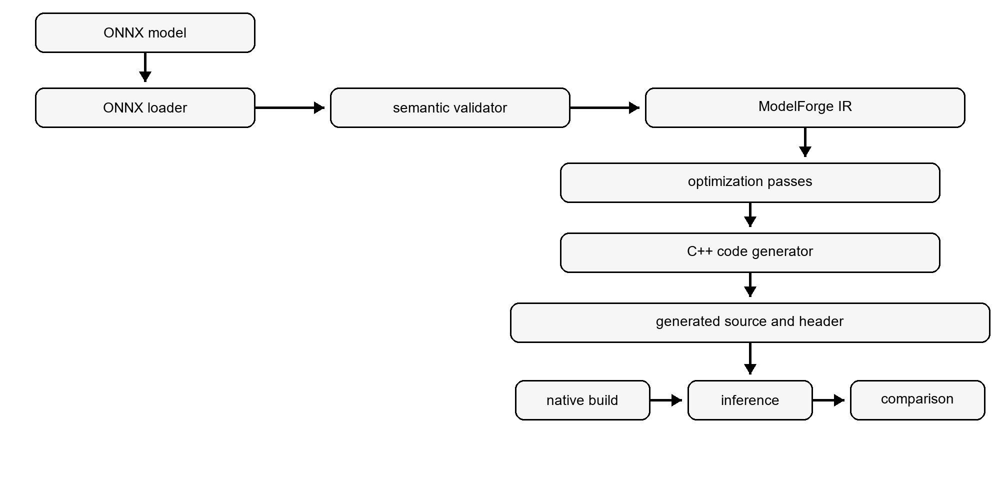 ONNX model
ONNX loader
semantic validator
ModelForge IR
optimization passes
C++ code generator
generated source and header
native build
inference
comparison